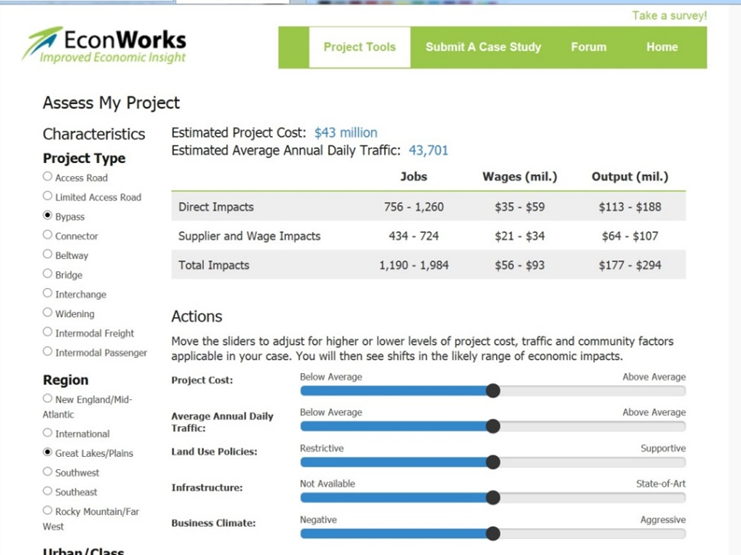 Take a survey!
EconWorks
Improved Economic Insight
Project Tools Submit A Case Study Forum Home
Assess My Project
Characteristics
Project Type
Access Road
Limited Access Road
Bypass
Connector
Beltway
Bridge
Interchange
Widening
Intermodal Freight
Intermodal Passenger
Region
New England/Mid-
Atlantic
International
Great Lakes/Plains
Southwest
Southeast
Rocky Mountain/Far
West
Urban/Class
Estimated Project Cost: $43 million
Estimated Average Annual Daily Traffic: 43,701
Jobs Wages (mil.) Output (mil.)
Direct Impacts 756 - 1,260 $35 - $59 $113 - $188
Supplier and Wage Impacts 434 - 724 $21 - $34 $64 - $107
Total Impacts 1,190 - 1,984 $56 - $93 $177 - $294
Actions
Move the sliders to adjust for higher or lower levels of project cost, traffic and community factors
applicable in your case. You will then see shifts in the likely range of economic impacts.
Project Cost: Below Average Above Average
Average Annual Daily
Traffic: Below Average Above Average
Land Use Policies: Restrictive Supportive
Infrastructure: Not Available State-of-Art
Business Climate: Negative Aggressive